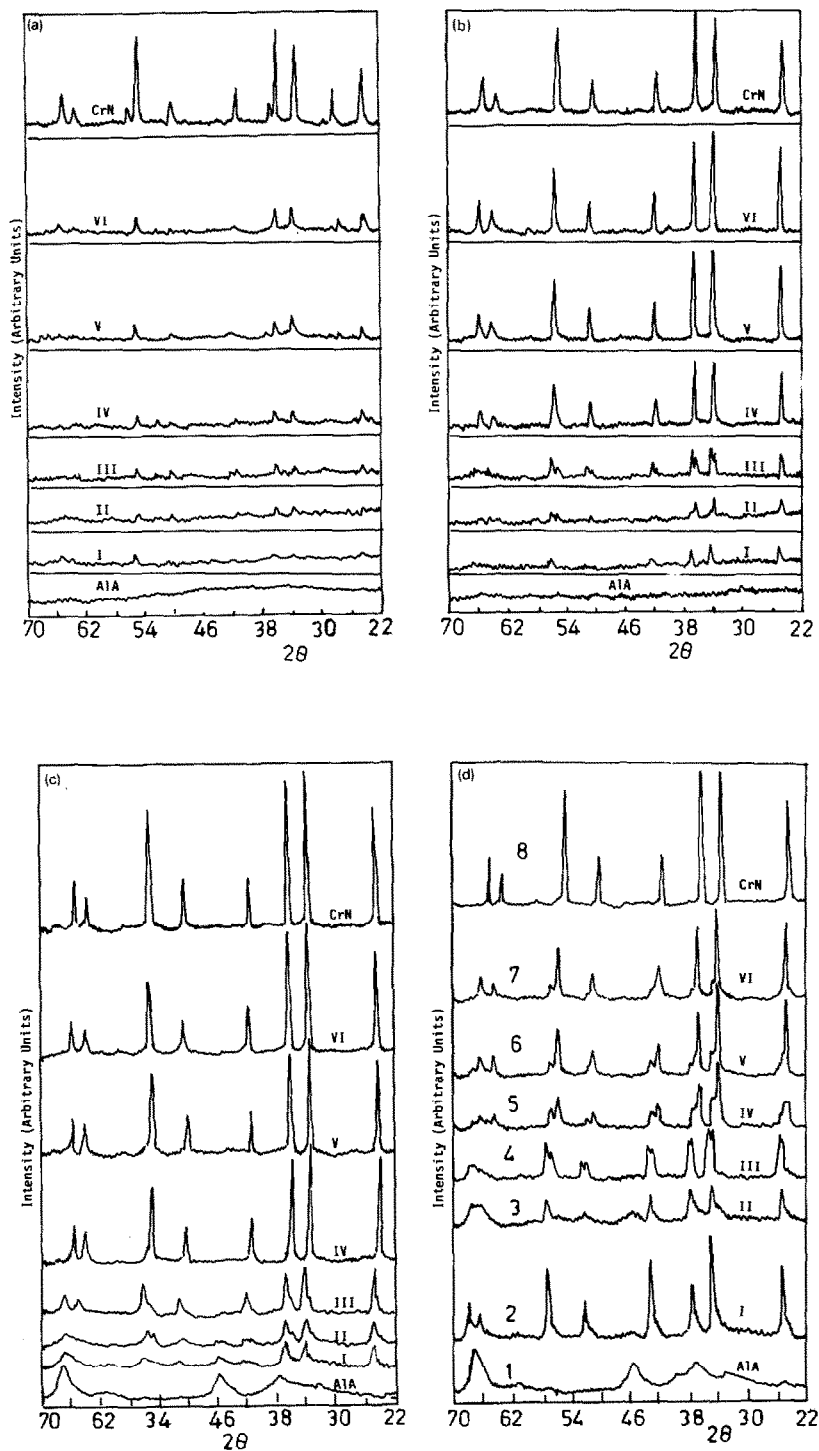 (a)
CrN
VI
V
IV
III
II
I
AlA
Intensity (Arbitrary Units)
70 62 54 46 38 30 22
2θ
(b)
CrN
VI
V
IV
III
II
I
AlA
Intensity (Arbitrary Units)
70 62 54 46 38 30 22
2θ
(c)
CrN
VI
V
IV
III
II
I
AlA
Intensity (Arbitrary Units)
70 62 54 46 38 30 22
2θ
(d)
8 CrN
7 VI
6 V
5 IV
4 III
3 II
2 I
1 AlA
Intensity (Arbitrary Units)
70 62 54 46 38 30 22
2θ